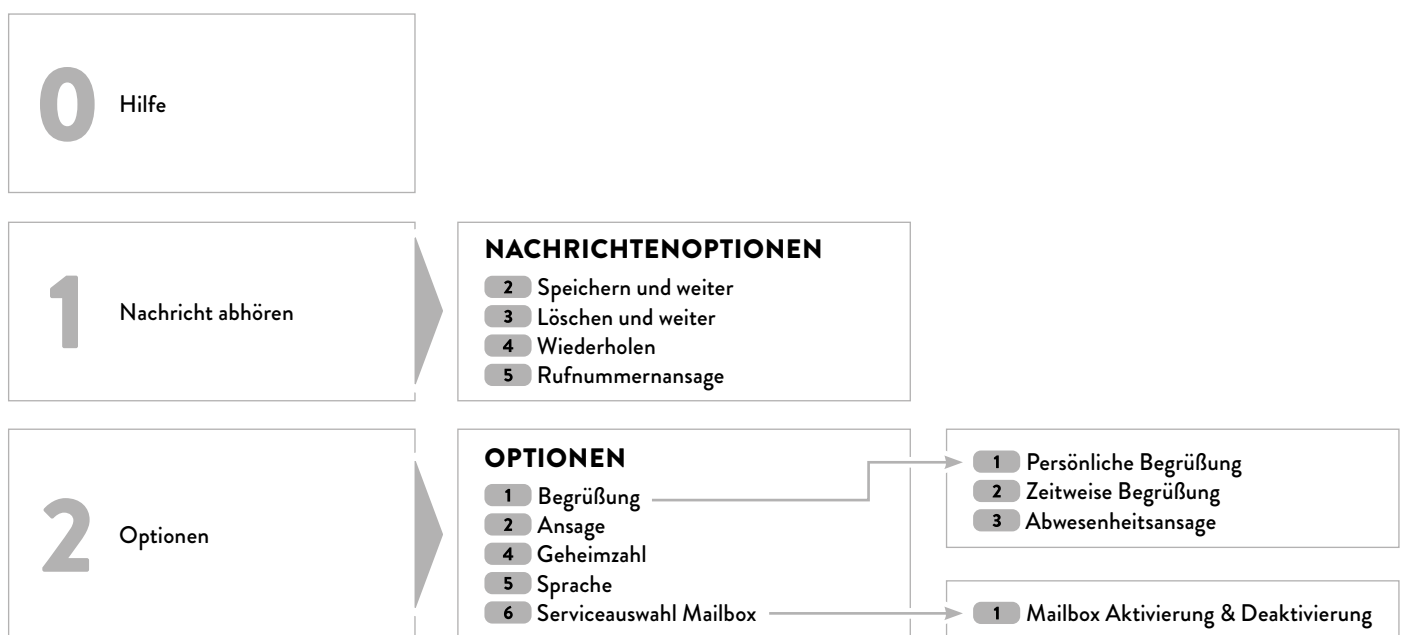 0
Hilfe
1
Nachricht abhören
NACHRICHTENOPTIONEN
2 Speichern und weiter
3 Löschen und weiter
4 Wiederholen
5 Rufnummernansage
2
Optionen
OPTIONEN
1 Begrüßung
2 Ansage
4 Geheimzahl
5 Sprache
6 Serviceauswahl Mailbox
1 Persönliche Begrüßung
2 Zeitweise Begrüßung
3 Abwesenheitsansage
1 Mailbox Aktivierung & Deaktivierung